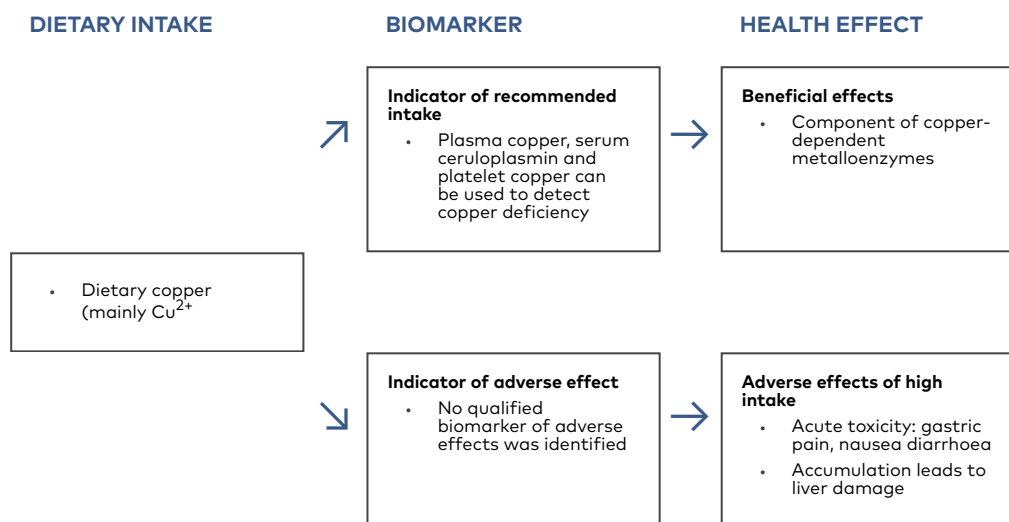 DIETARY INTAKE
BIOMARKER
HEALTH EFFECT
Indicator of recommended
intake
• Plasma copper, serum
ceruloplasmin and
platelet copper can
be used to detect
copper deficiency
Beneficial effects
• Component of copper-
dependent
metalloenzymes
• Dietary copper
(mainly Cu²⁺
Indicator of adverse effect
• No qualified
biomarker of adverse
effects was identified
Adverse effects of high
intake
• Acute toxicity: gastric
pain, nausea diarrhoea
• Accumulation leads to
liver damage